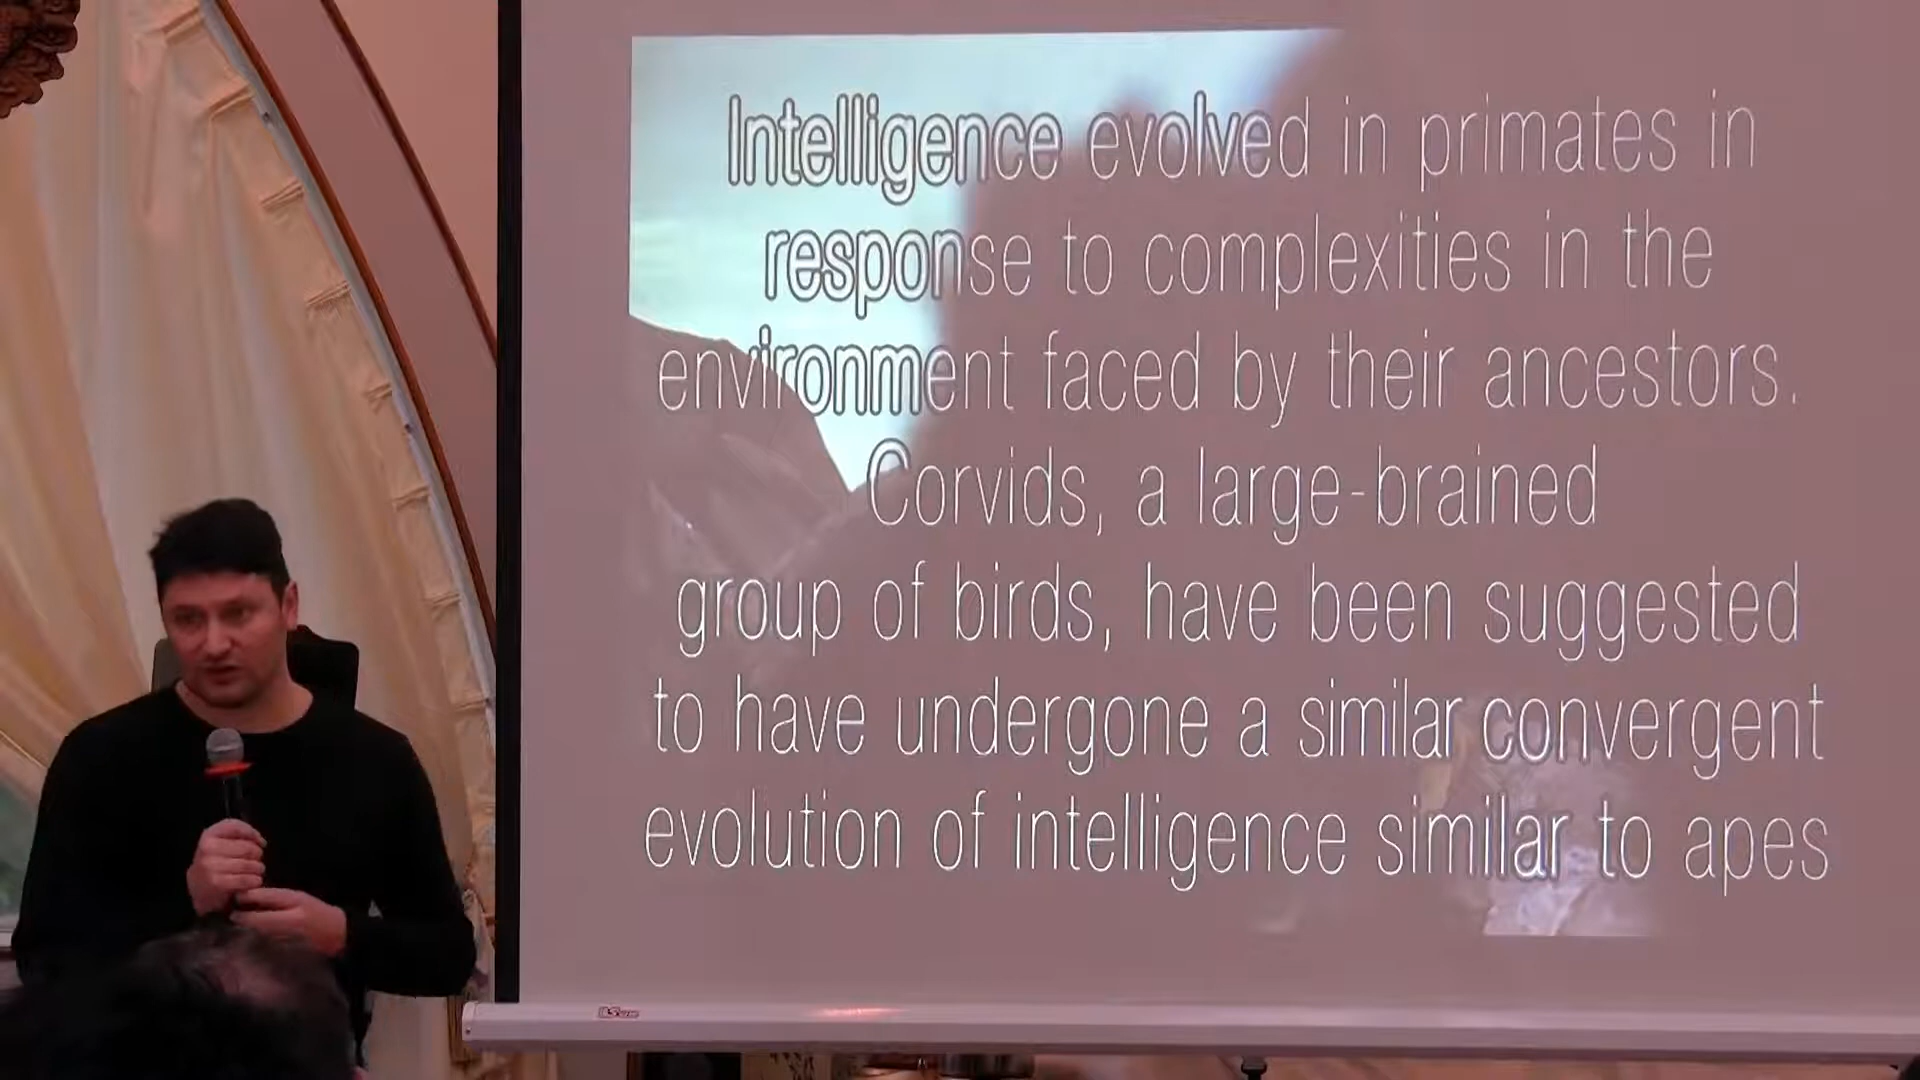 Intelligence evolved in primates in
response to complexities in the
environment faced by their ancestors.
Corvids, a large-brained
group of birds, have been suggested
to have undergone a similar convergent
evolution of intelligence similar to apes